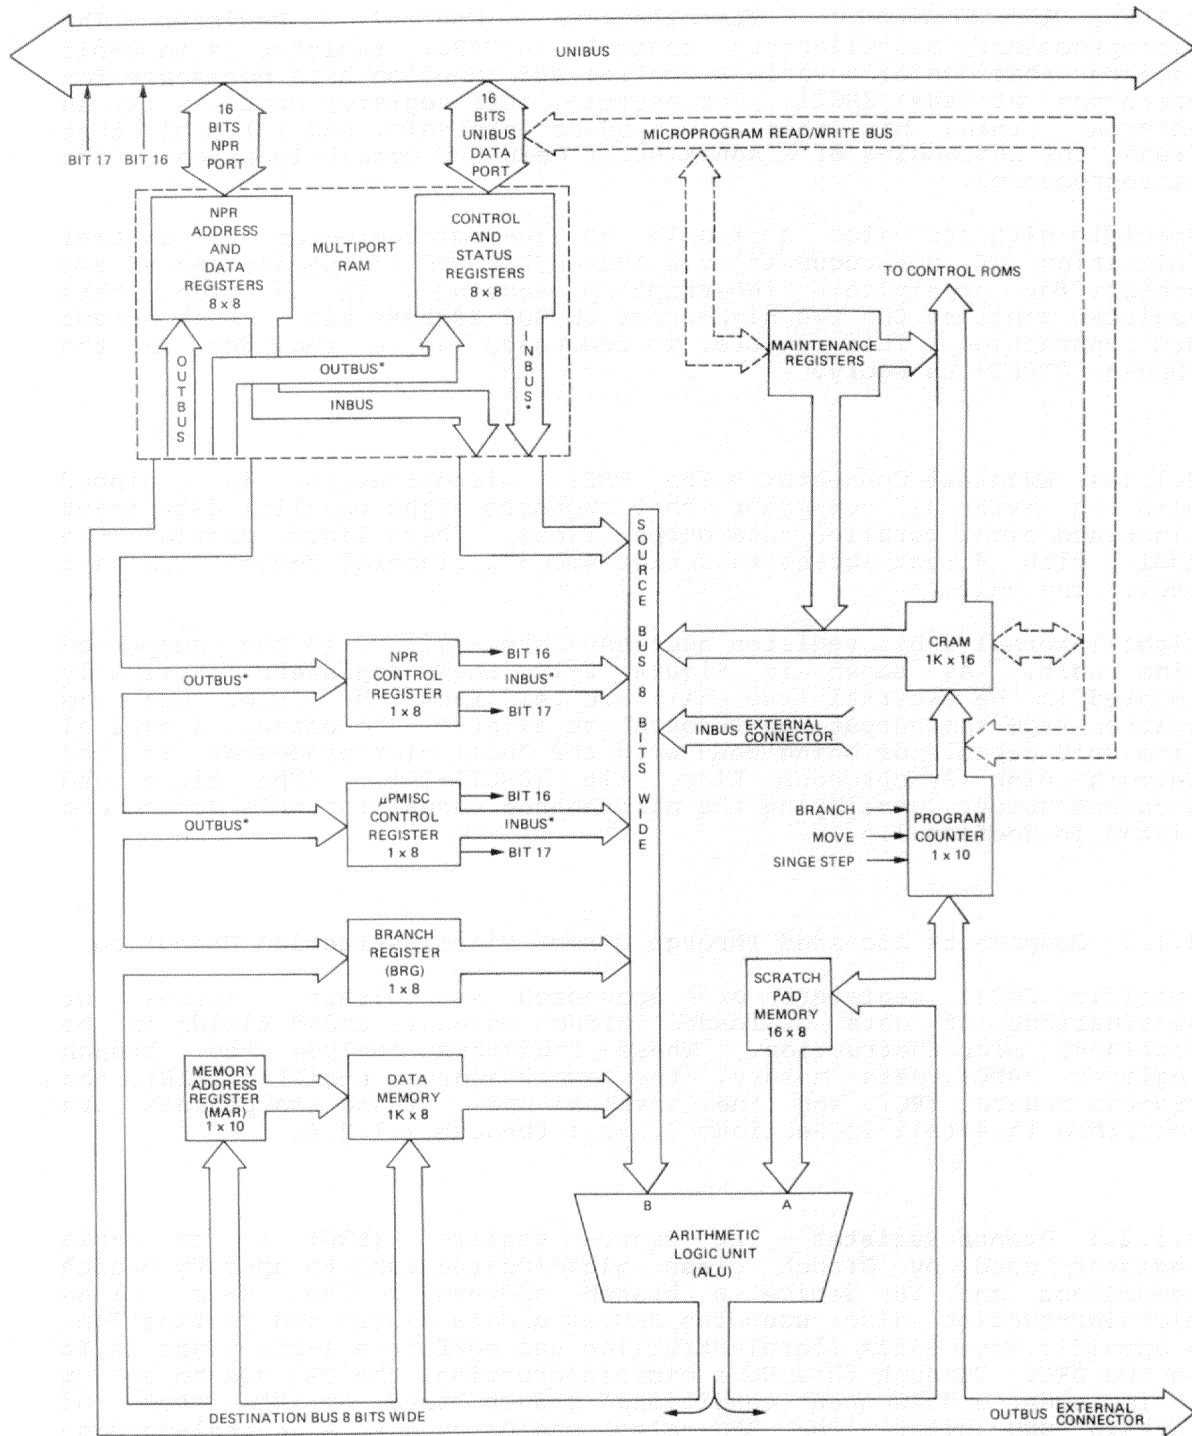 UNIBUS
16
BITS
NPR
PORT
16
BITS
UNIBUS
DATA
PORT
MICROPROGRAM READ/WRITE BUS
BIT 17
BIT 16
NPR
ADDRESS
AND
DATA
REGISTERS
8 x 8
MULTIPORT
RAM
CONTROL
AND
STATUS
REGISTERS
8 x 8
TO CONTROL ROMS
MAINTENANCE
REGISTERS
OUTBUS
OUTBUS*
INBUS
INBUS*
SOURCE BUS 8 BITS WIDE
NPR
CONTROL
REGISTER
1 x 8
OUTBUS*
BIT 16
INBUS*
BIT 17
CRAM
1K x 16
INBUS EXTERNAL
CONNECTOR
µPMISC
CONTROL
REGISTER
1 x 8
OUTBUS*
BIT 16
INBUS*
BIT 17
BRANCH
MOVE
SINGE STEP
PROGRAM
COUNTER
1 x 10
BRANCH
REGISTER
(BRG)
1 x 8
SCRATCH
PAD
MEMORY
16 x 8
MEMORY
ADDRESS
REGISTER
(MAR)
1 x 10
DATA
MEMORY
1K x 8
B
A
ARITHMETIC
LOGIC UNIT
(ALU)
DESTINATION BUS 8 BITS WIDE
OUTBUS EXTERNAL
CONNECTOR